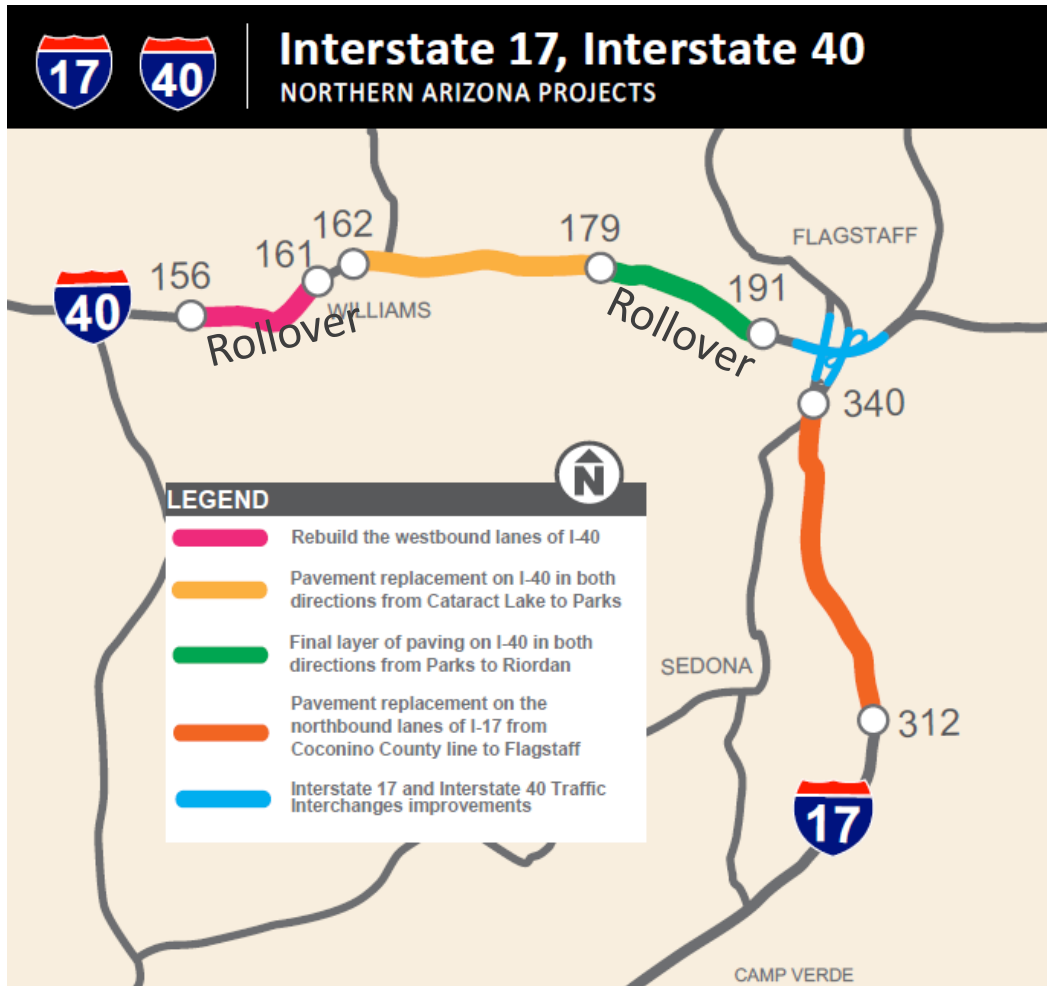 17
40
Interstate 17, Interstate 40
NORTHERN ARIZONA PROJECTS
162
179
FLAGSTAFF
161
156
191
40
WILLIAMS
Rollover
Rollover
340
N
LEGEND
Rebuild the westbound lanes of I-40
Pavement replacement on I-40 in both
directions from Cataract Lake to Parks
Final layer of paving on I-40 in both
directions from Parks to Riordan
Pavement replacement on the
northbound lanes of I-17 from
Coconino County line to Flagstaff
Interstate 17 and Interstate 40 Traffic
Interchanges improvements
SEDONA
312
17
CAMP VERDE